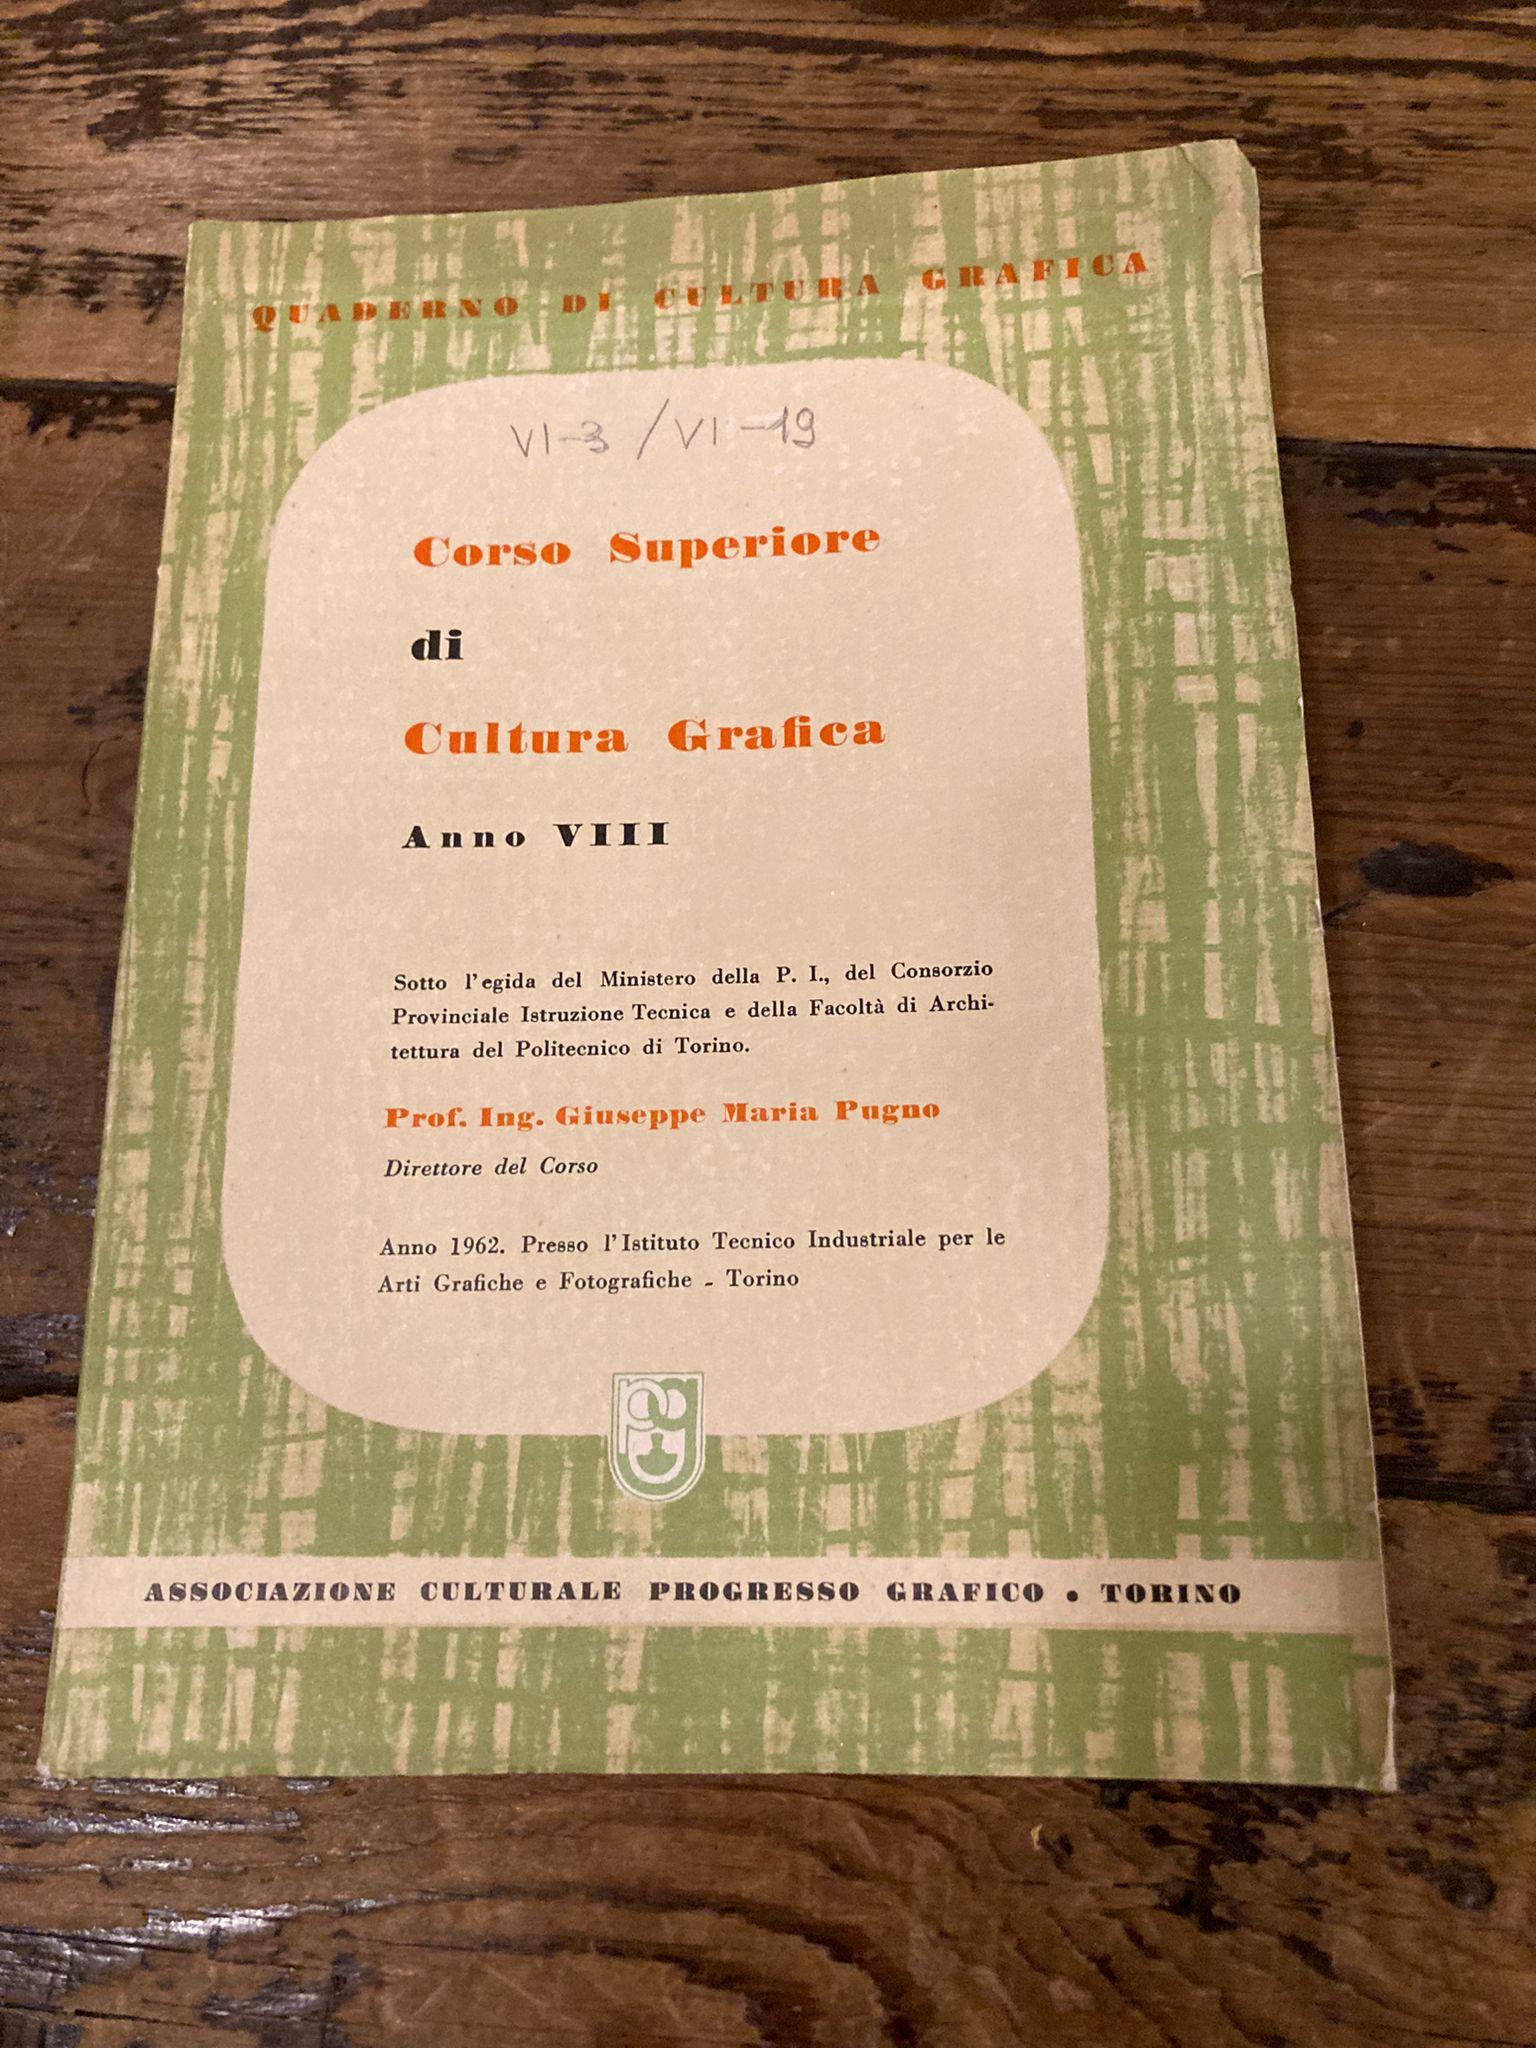 QUADERNO DI CULTURA GRAFICA
VI-3 / VI-19
Corso Superiore
di
Cultura Grafica
Anno VIII
Sotto l'egida del Ministero della P. I., del Consorzio
Provinciale Istruzione Tecnica e della Facoltà di Archi-
tettura del Politecnico di Torino.
Prof. Ing. Giuseppe Maria Pugno
Direttore del Corso
Anno 1962. Presso l'Istituto Tecnico Industriale per le
Arti Grafiche e Fotografiche - Torino
ASSOCIAZIONE CULTURALE PROGRESSO GRAFICO • TORINO